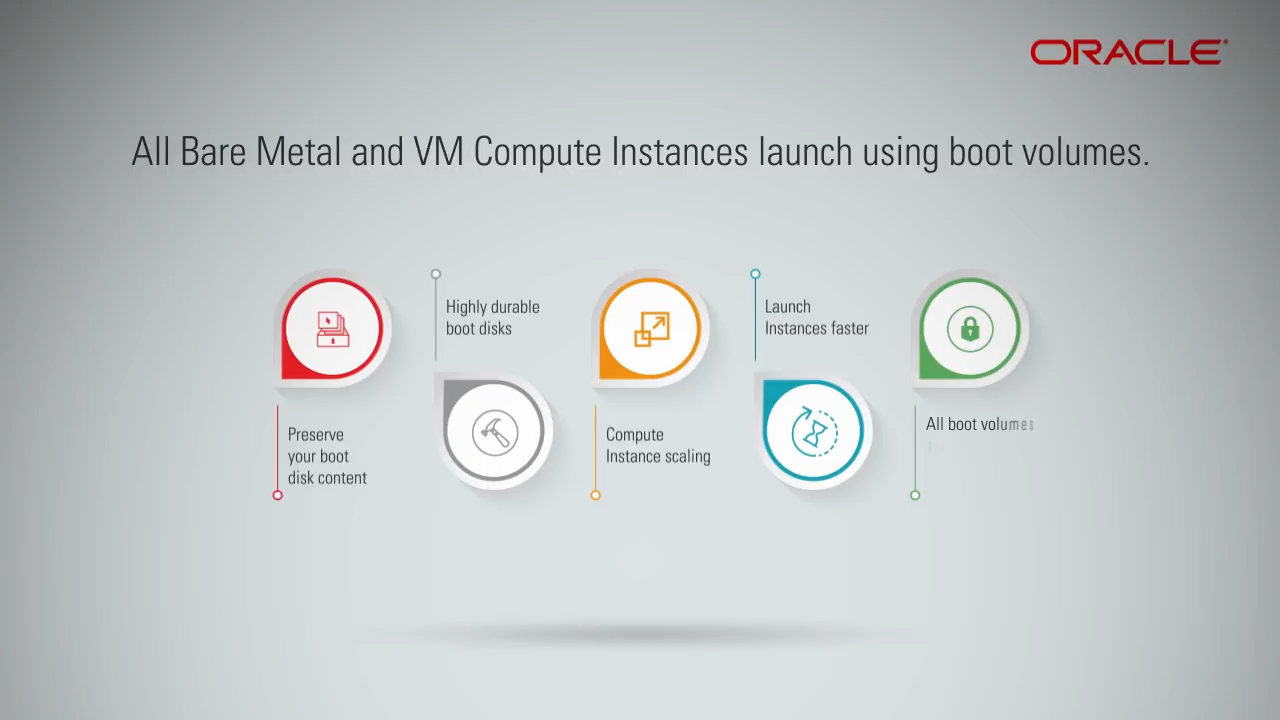 ORACLE
All Bare Metal and VM Compute Instances launch using boot volumes.
Preserve
your boot
disk content
Highly durable
boot disks
Compute
Instance scaling
Launch
Instances faster
All boot volumes